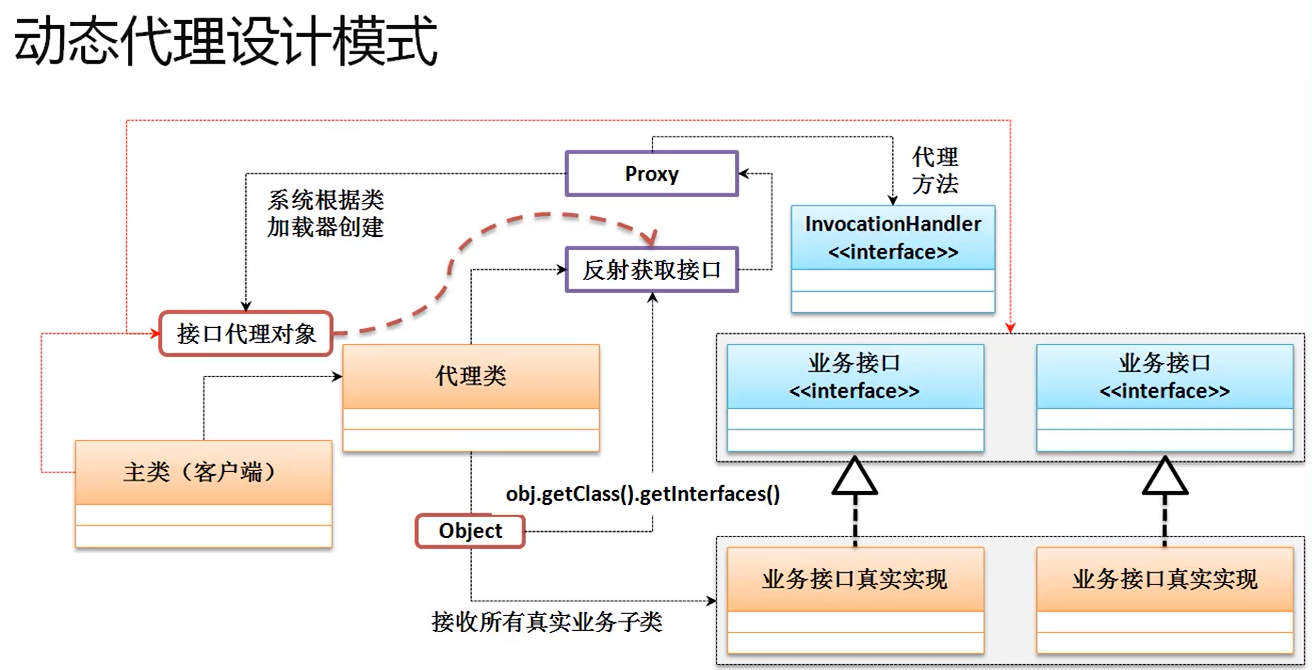 动态代理设计模式
Proxy
代理
方法
系统根据类
加载器创建
InvocationHandler
<<interface>>
反射获取接口
接口代理对象
代理类
业务接口
<<interface>>
业务接口
<<interface>>
主类（客户端）
obj.getClass().getInterfaces()
Object
业务接口真实实现
业务接口真实实现
接收所有真实业务子类